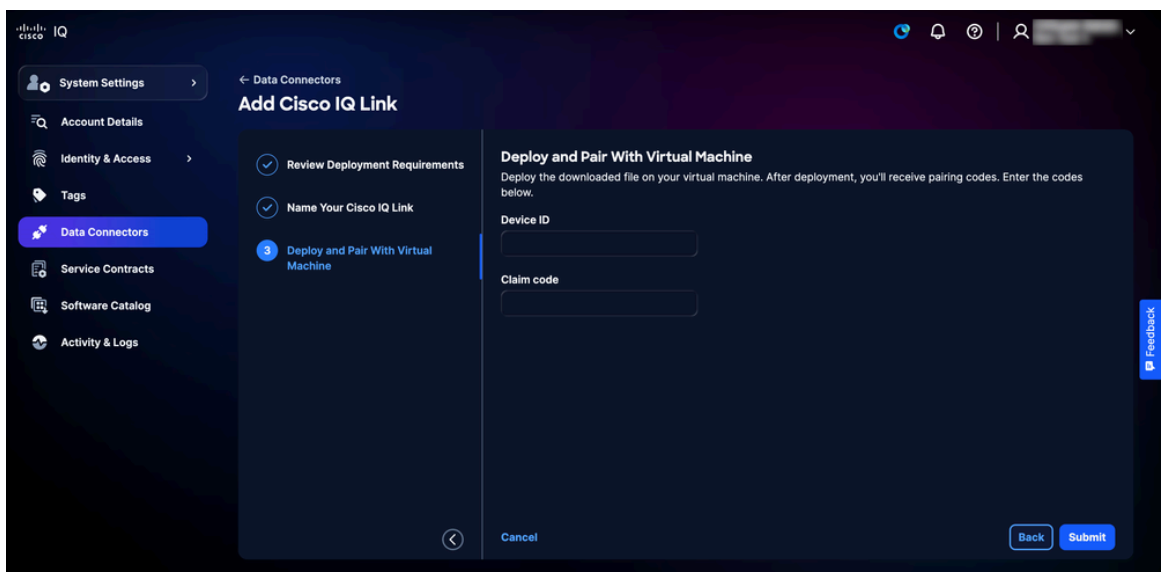 cisco IQ
System Settings
Account Details
Identity & Access
Tags
Data Connectors
Service Contracts
Software Catalog
Activity & Logs
← Data Connectors
Add Cisco IQ Link
Review Deployment Requirements
Name Your Cisco IQ Link
3 Deploy and Pair With Virtual
Machine
Deploy and Pair With Virtual Machine
Deploy the downloaded file on your virtual machine. After deployment, you'll receive pairing codes. Enter the codes
below.
Device ID
Claim code
Cancel
Back
Submit
Feedback